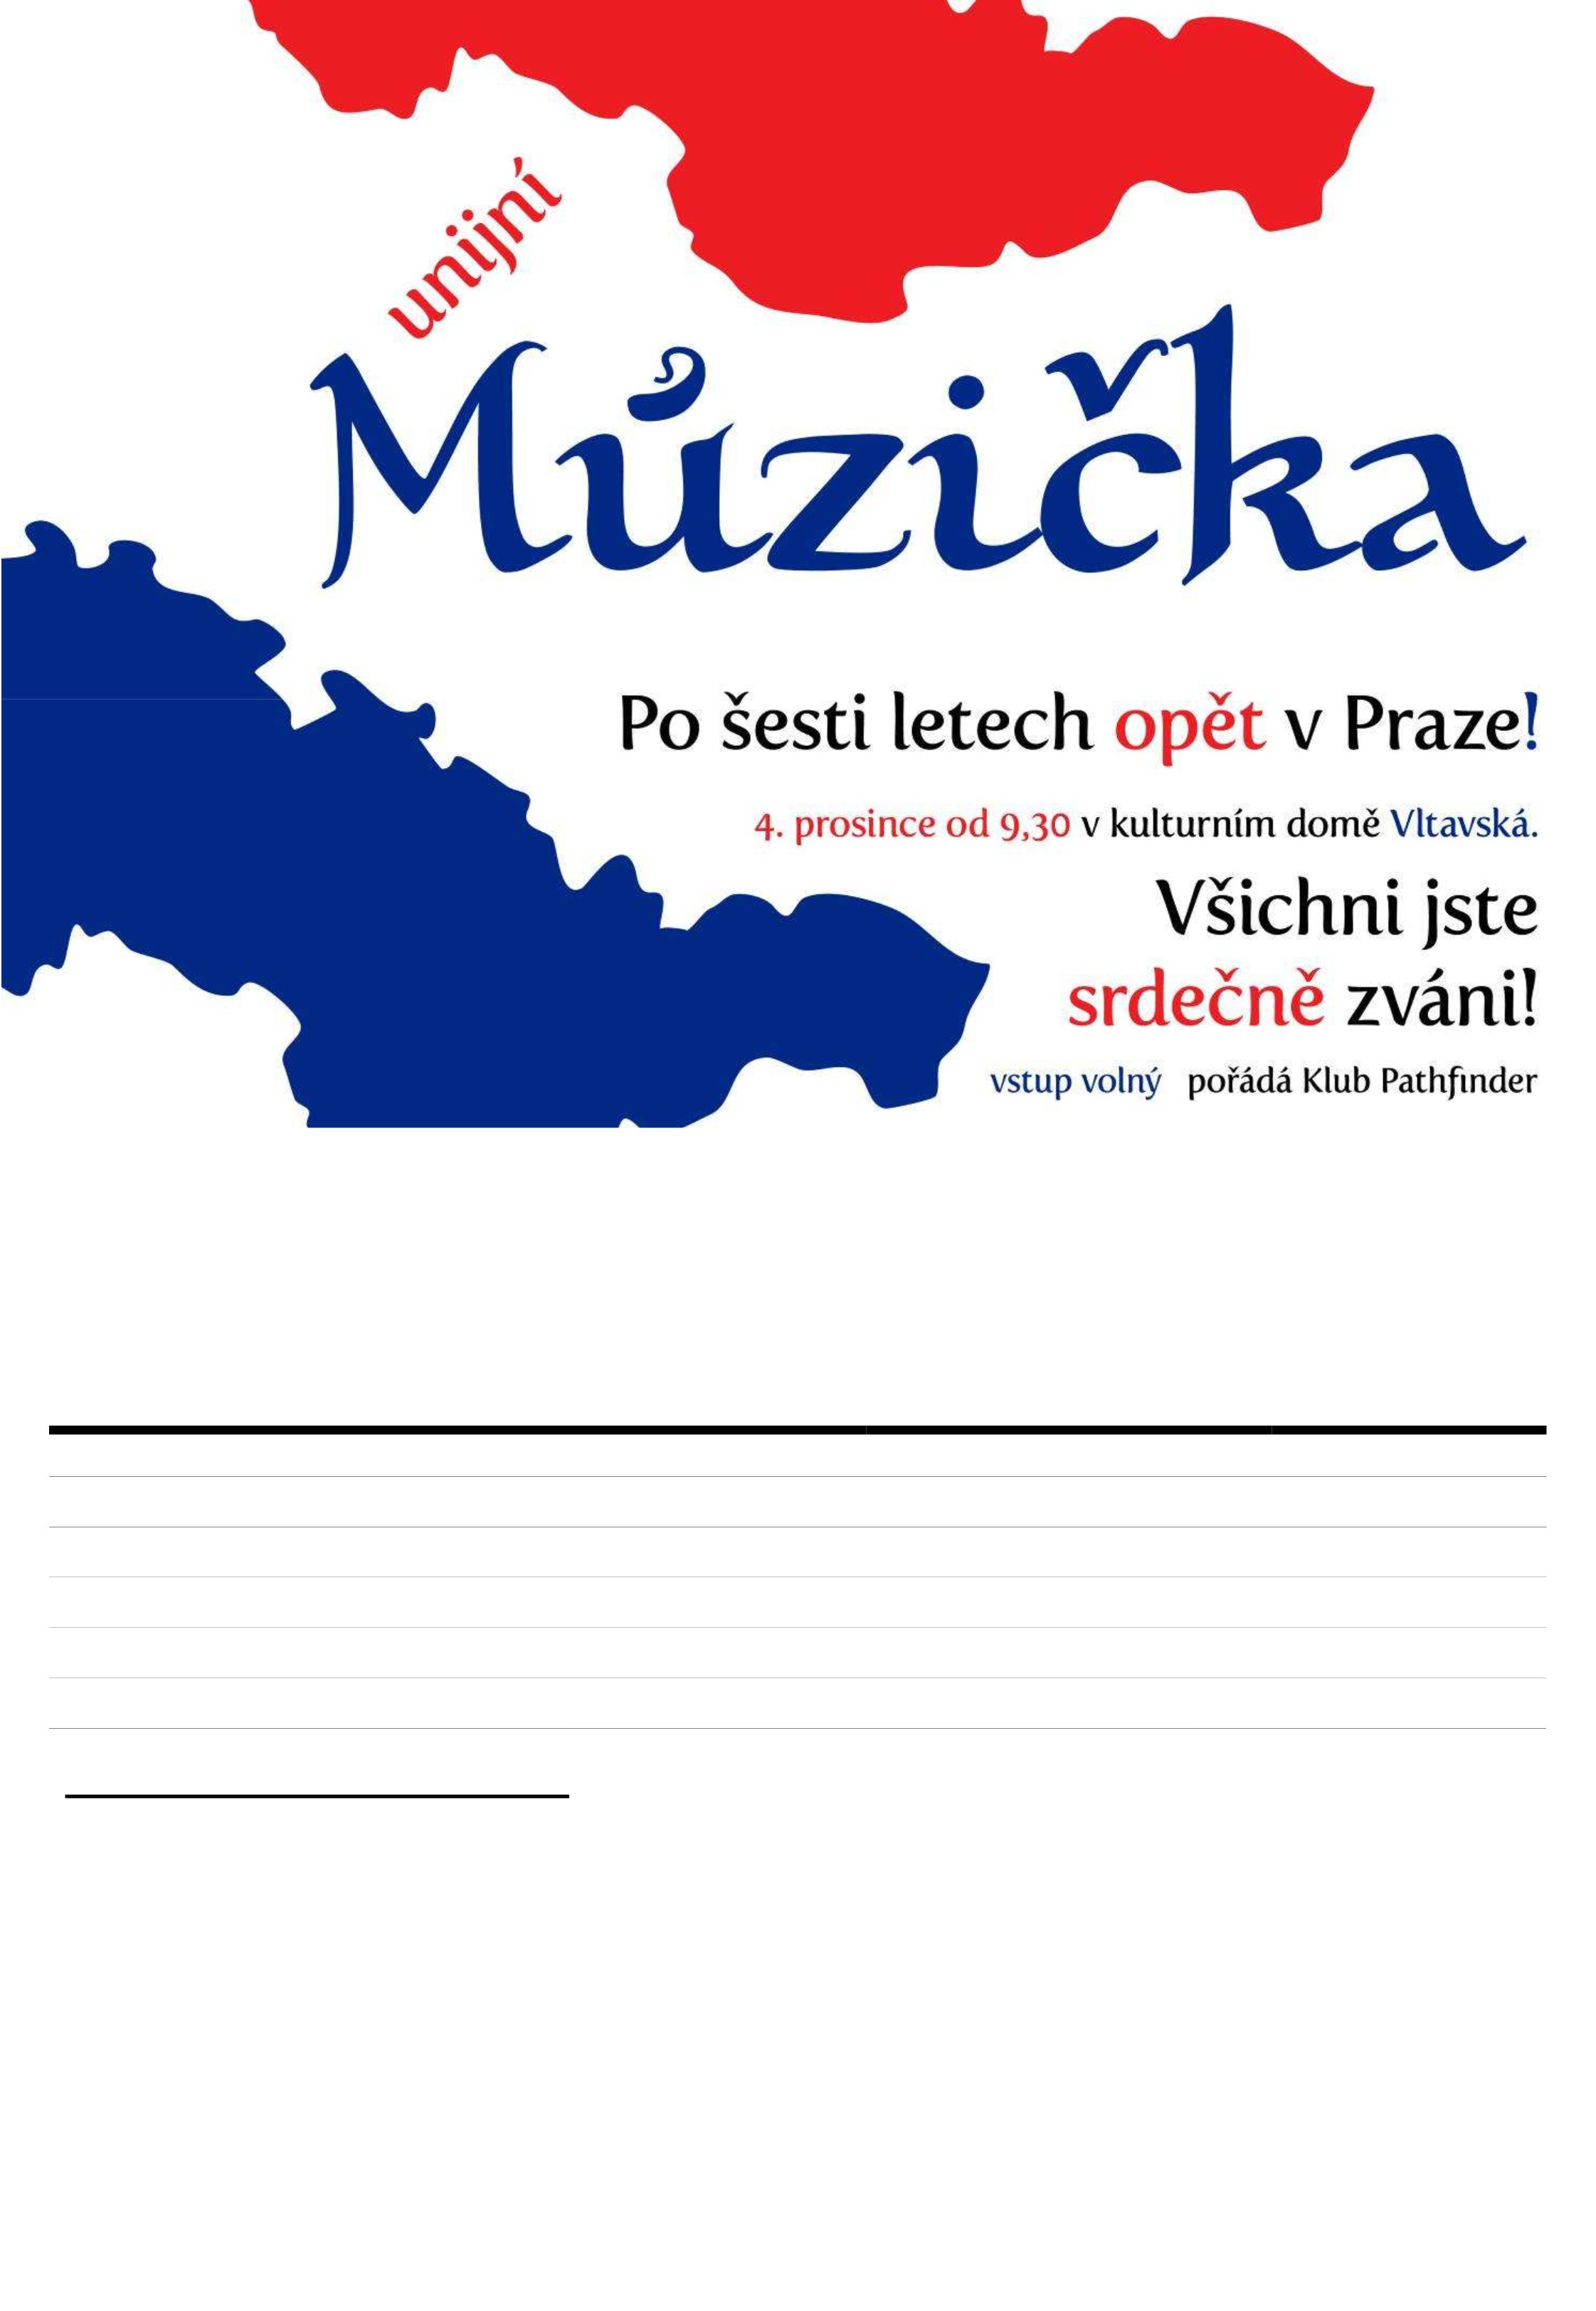 unijní
Múzička
Po šesti letech opět v Praze!
4. prosince od 9,30 v kulturním domě Vltavská.
Všichni jste
srdečně zváni!
vstup volný pořádá Klub Pathfinder